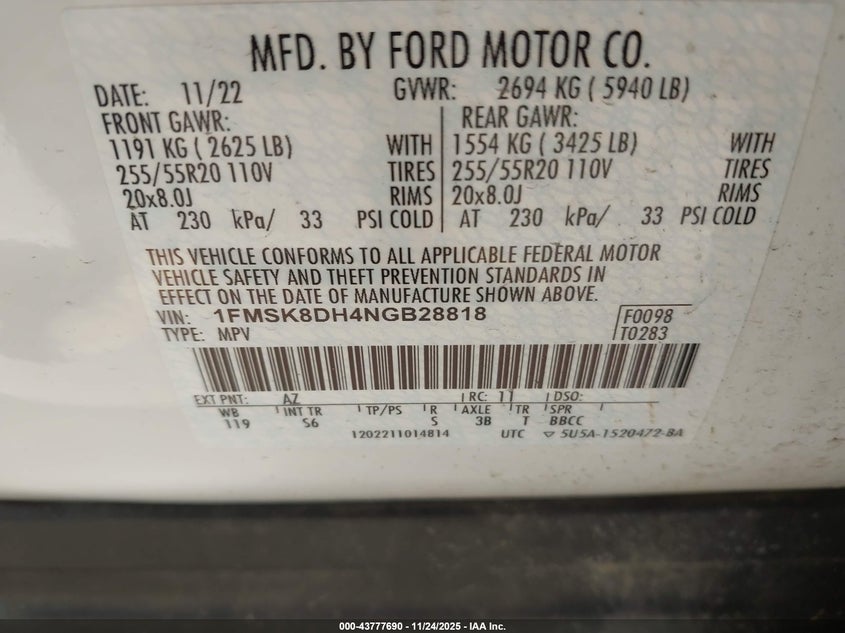 MFD. BY FORD MOTOR CO.
DATE: 11/22 GVWR: 2694 KG ( 5940 LB)
FRONT GAWR: REAR GAWR:
1191 KG ( 2625 LB) WITH 1554 KG ( 3425 LB) WITH
255/55R20 110V TIRES 255/55R20 110V TIRES
20x8.0J RIMS 20x8.0J RIMS
AT 230 kPa/ 33 PSI COLD AT 230 kPa/ 33 PSI COLD
THIS VEHICLE CONFORMS TO ALL APPLICABLE FEDERAL MOTOR
VEHICLE SAFETY AND THEFT PREVENTION STANDARDS IN
EFFECT ON THE DATE OF MANUFACTURE SHOWN ABOVE.
VIN: 1FMSK8DH4NGB28818 F0098
TYPE: MPV T0283
EXT PNT: AZ RC: 11 DSO:
WB INT TR TP/PS R AXLE TR SPR
119 S6 S 3B T BBCC
1202211014814 UTC ▽ 5U5A-1520472-BA
000-43777690 - 11/24/2025 - IAA Inc.